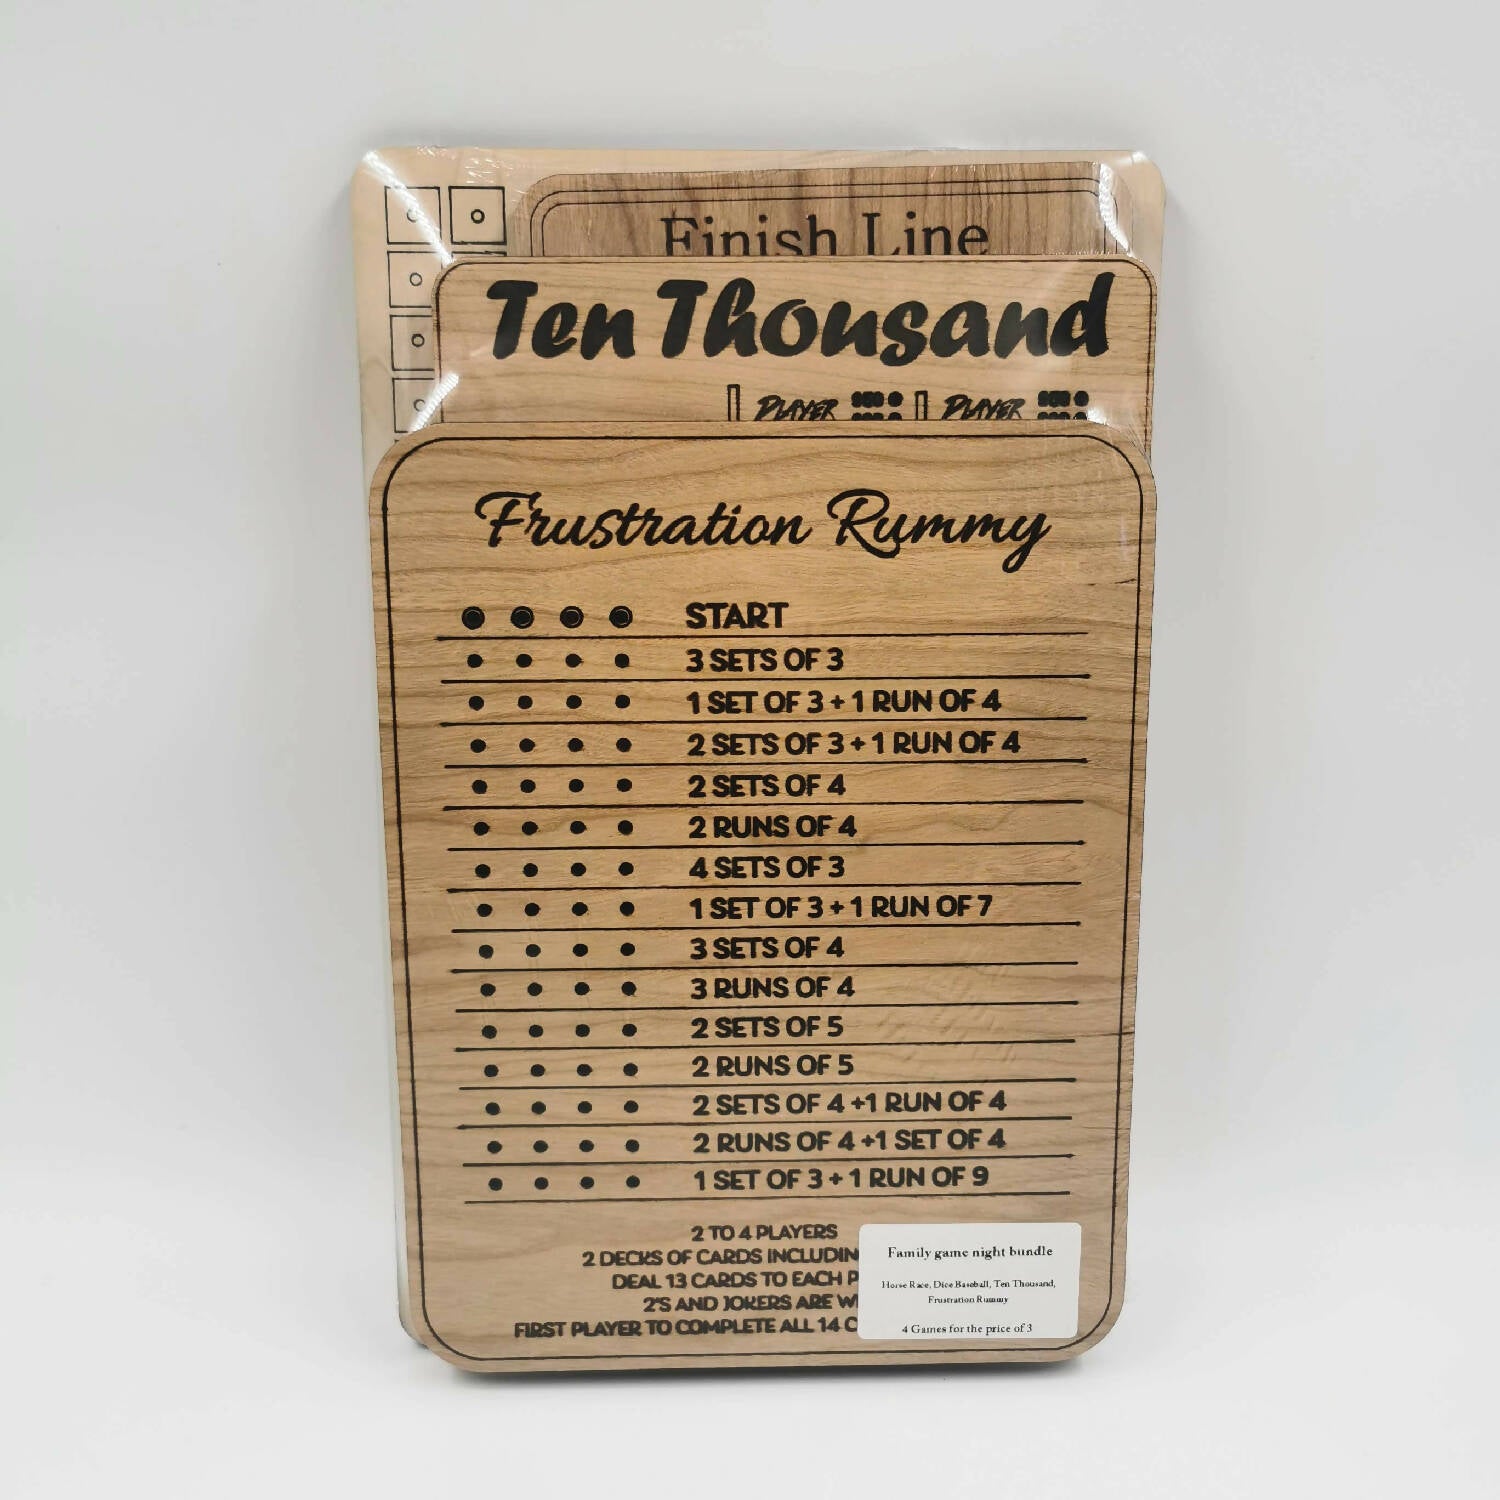 Finish Line
Ten Thousand
PLAYER PLAYER
Frustration Rummy
START
3 SETS OF 3
1 SET OF 3 + 1 RUN OF 4
2 SETS OF 3 + 1 RUN OF 4
2 SETS OF 4
2 RUNS OF 4
4 SETS OF 3
1 SET OF 3 + 1 RUN OF 7
3 SETS OF 4
3 RUNS OF 4
2 SETS OF 5
2 RUNS OF 5
2 SETS OF 4 +1 RUN OF 4
2 RUNS OF 4 +1 SET OF 4
1 SET OF 3 + 1 RUN OF 9
2 TO 4 PLAYERS
2 DECKS OF CARDS INCLUDIN
DEAL 13 CARDS TO EACH P
2'S AND JOKERS ARE W
FIRST PLAYER TO COMPLETE ALL 14 C
Family game night bundle
Horse Race, Dice Baseball, Ten Thousand,
Frustration Rummy
4 Games for the price of 3